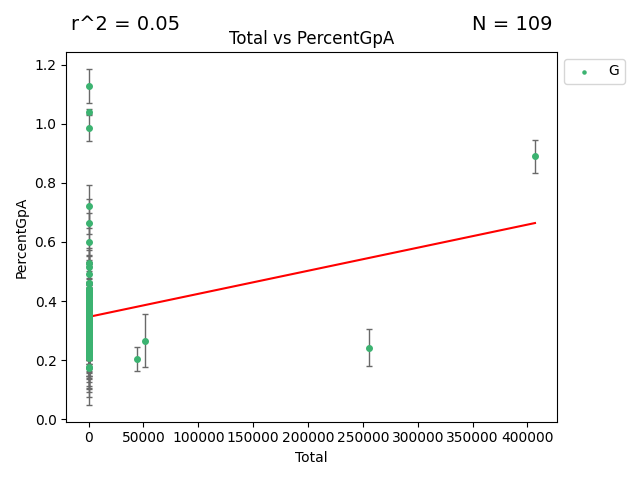 r^2 = 0.05
N = 109
Total vs PercentGpA
G
PercentGpA
1.2
1.0
0.8
0.6
0.4
0.2
0.0
0 50000 100000 150000 200000 250000 300000 350000 400000
Total